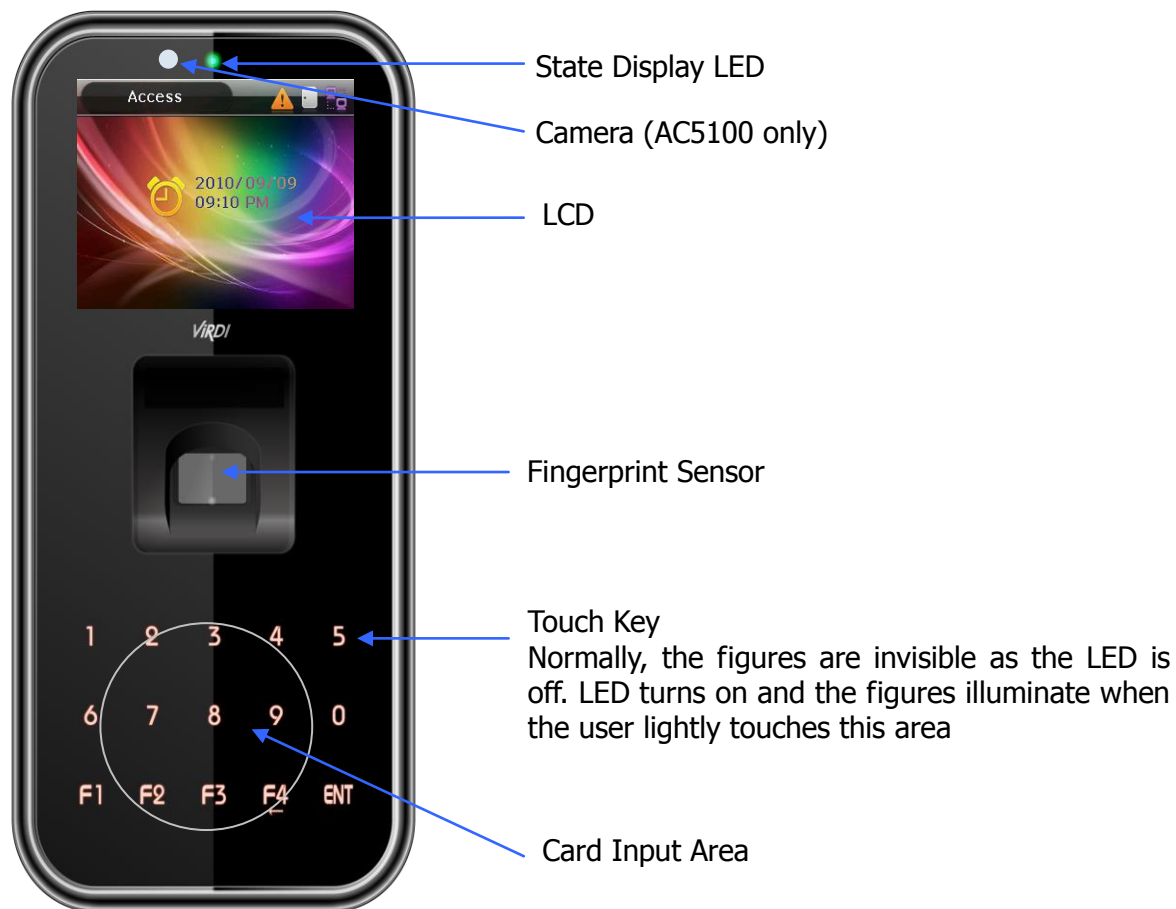 State Display LED
Access
Camera (AC5100 only)
2010/09/09
09:10 PM
LCD
ViRDI
Fingerprint Sensor
Touch Key
Normally, the figures are invisible as the LED is
off. LED turns on and the figures illuminate when
the user lightly touches this area
1 2 3 4 5
6 7 8 9 0
F1 F2 F3 F4 ENT
←
Card Input Area